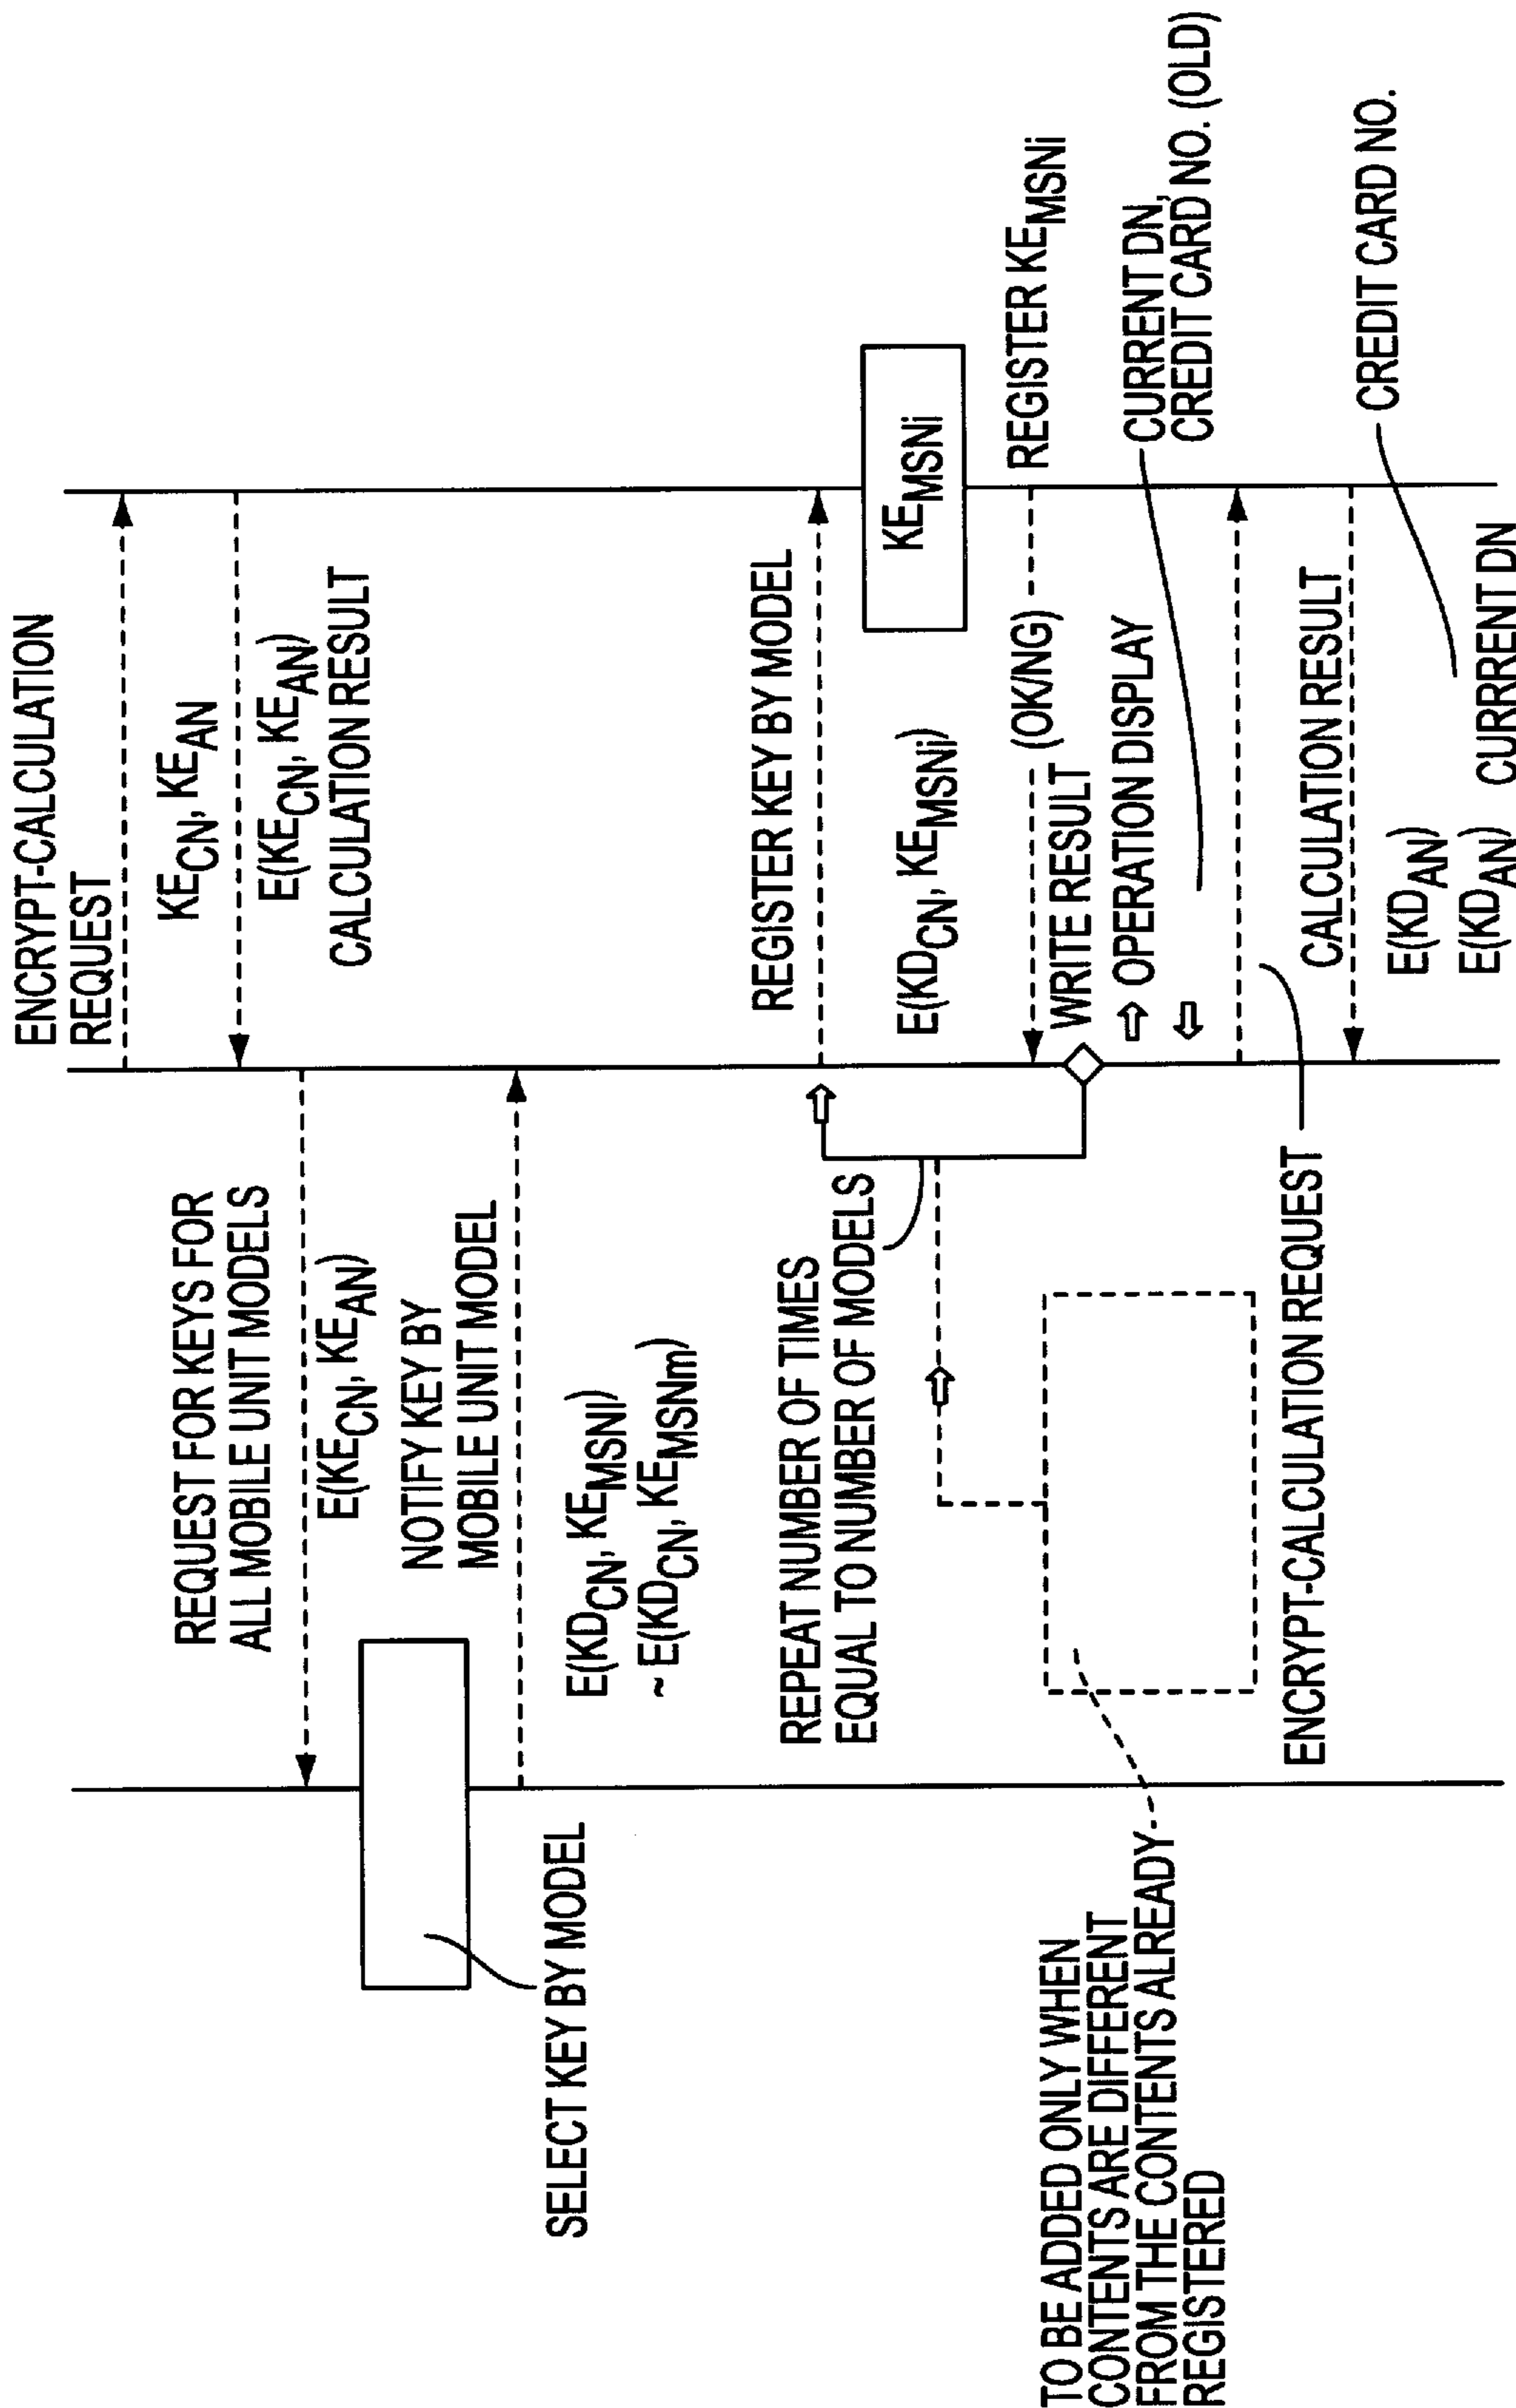 ENCRYPT-CALCULATION
REQUEST
KE_CN, KE_AN
E(KE_CN, KE_AN)
CALCULATION RESULT
REQUEST FOR KEYS FOR
ALL MOBILE UNIT MODELS
E(KE_CN, KE_AN)
SELECT KEY BY MODEL
NOTIFY KEY BY
MOBILE UNIT MODEL
E(KD_CN, KE_MSNI)
~ E(KD_CN, KE_MSNm)
REGISTER KEY BY MODEL
REPEAT NUMBER OF TIMES
EQUAL TO NUMBER OF MODELS
KE_MSNi
E(KD_CN, KE_MSNi)
REGISTER KE_MSNi
(OK/NG)
WRITE RESULT
⇨ OPERATION DISPLAY
⇦
CURRENT DN,
CREDIT CARD NO. (OLD)
TO BE ADDED ONLY WHEN
CONTENTS ARE DIFFERENT
FROM THE CONTENTS ALREADY
REGISTERED
ENCRYPT-CALCULATION REQUEST
CALCULATION RESULT
CREDIT CARD NO.
E(KD_AN)
E(KD_AN) CURRENT DN